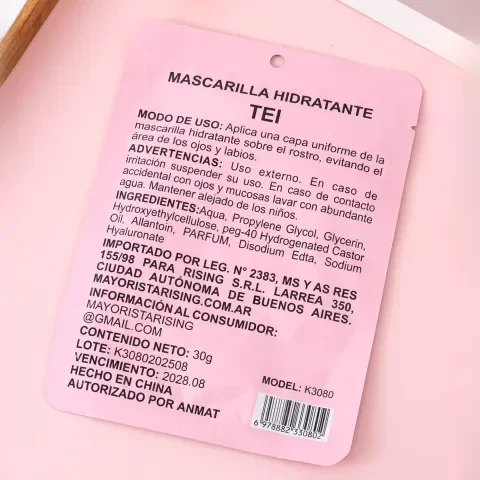 MASCARILLA HIDRATANTE
TEI
MODO DE USO: Aplica una capa uniforme de la
mascarilla hidratante sobre el rostro, evitando el
área de los ojos y labios.
ADVERTENCIAS: Uso externo. En caso de
irritación suspender su uso. En caso de contacto
accidental con ojos y mucosas lavar con abundante
agua. Mantener alejado de los niños.
INGREDIENTES:Aqua, Propylene Glycol, Glycerin,
Hydroxyethylcellulose, peg-40 Hydrogenated Castor
Oil, Allantoin, PARFUM, Disodium Edta, Sodium
Hyaluronate
IMPORTADO POR LEG. N° 2383, MS Y AS RES
155/98 PARA RISING S.R.L. LARREA 350,
CIUDAD AUTÓNOMA DE BUENOS AIRES.
MAYORISTARISING.COM.AR
INFORMACIÓN AL CONSUMIDOR:
MAYORISTARISING
@GMAIL.COM
CONTENIDO NETO: 30g
LOTE: K3080202508
VENCIMIENTO: 2028.08
HECHO EN CHINA
AUTORIZADO POR ANMAT
MODEL: K3080
6 978882 330802